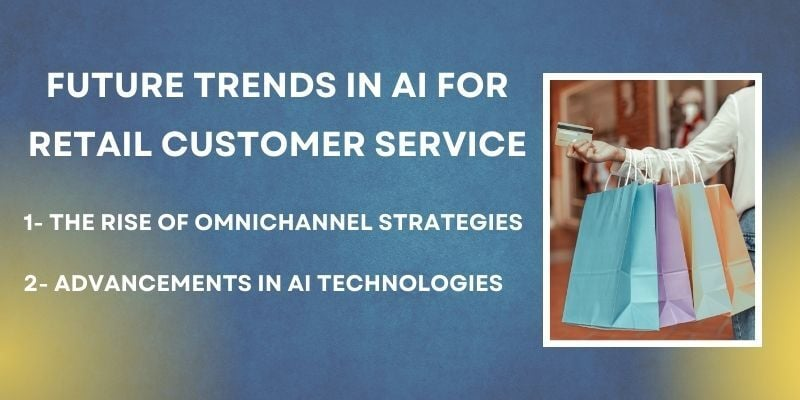 FUTURE TRENDS IN AI FOR
RETAIL CUSTOMER SERVICE
1- THE RISE OF OMNICHANNEL STRATEGIES
2- ADVANCEMENTS IN AI TECHNOLOGIES